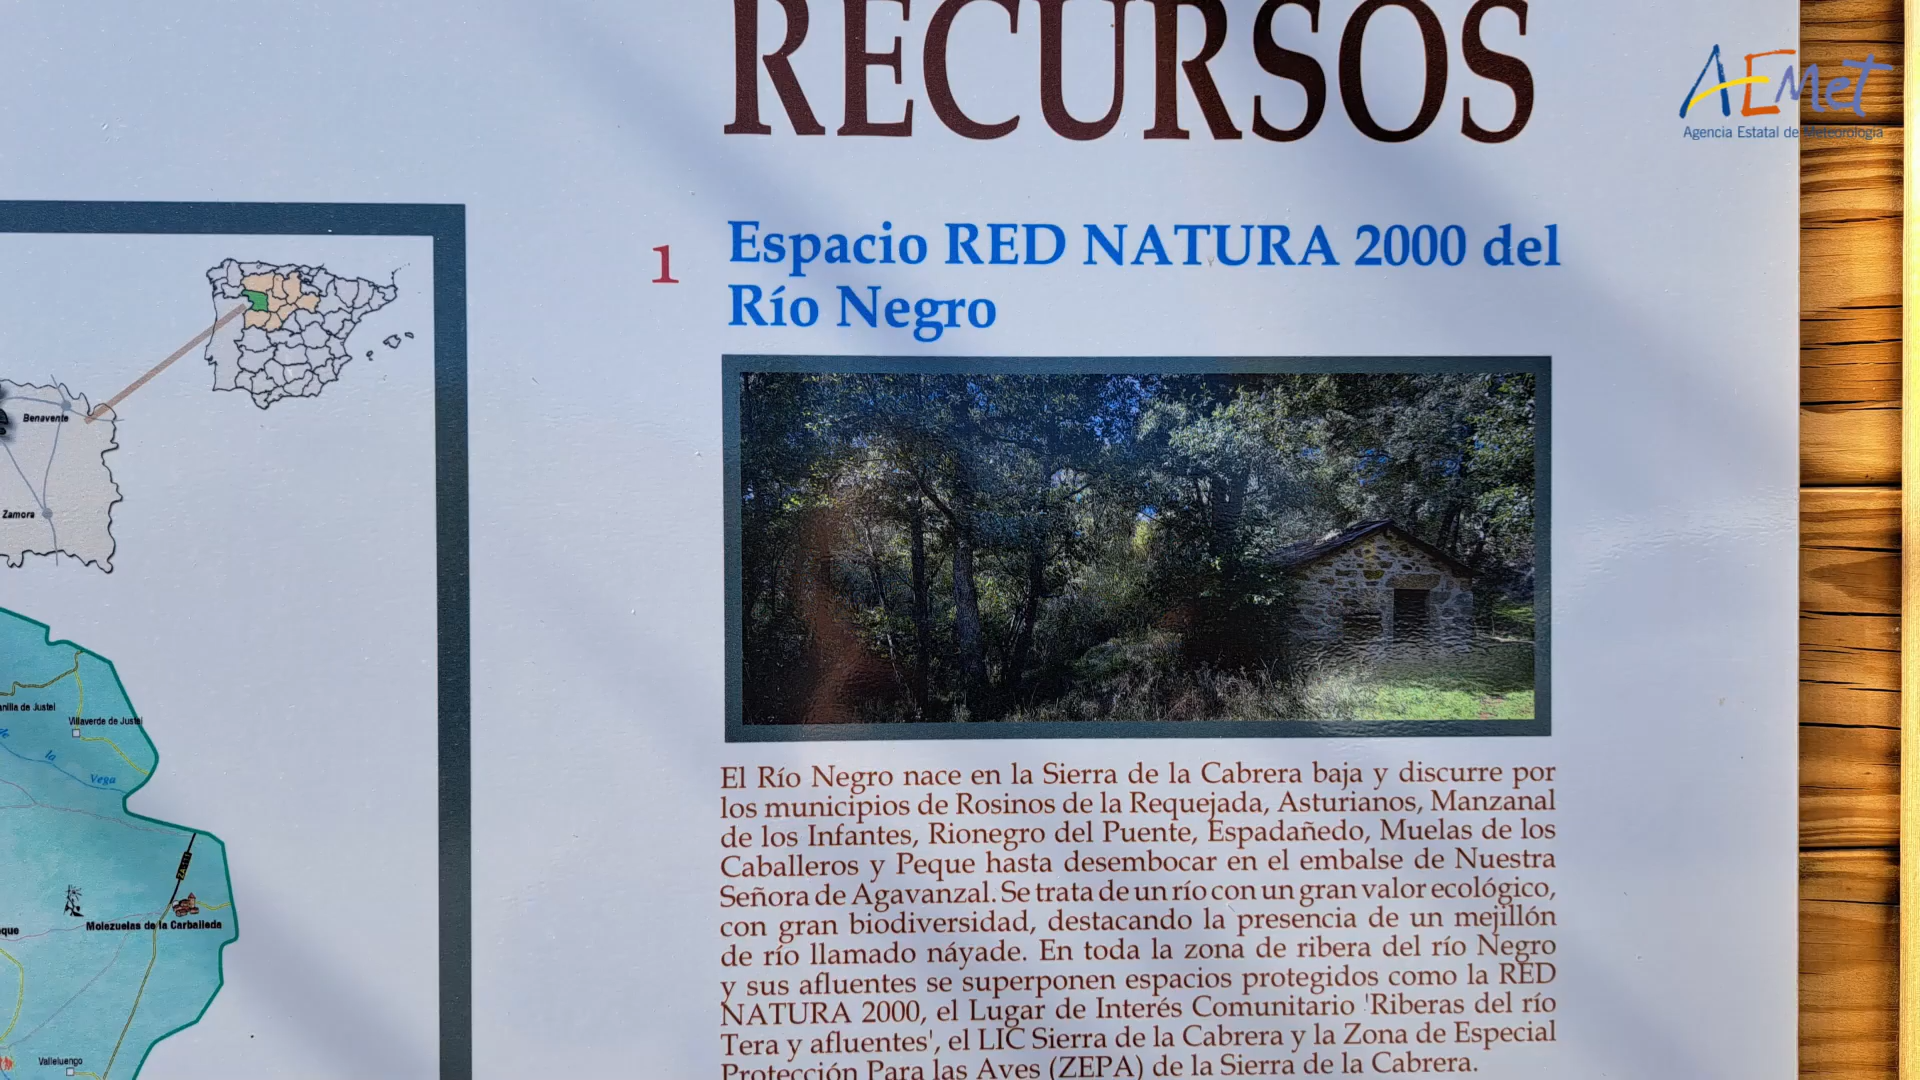 RECURSOS
AEMet
Agencia Estatal de Meteorología
1
Espacio RED NATURA 2000 del
Río Negro
Benavente
Zamora
anilla de Justel
Villaverde de Justel
la
Vega
Molezuelas de la Carballeda
que
Valleluengo
El Río Negro nace en la Sierra de la Cabrera baja y discurre por
los municipios de Rosinos de la Requejada, Asturianos, Manzanal
de los Infantes, Rionegro del Puente, Espadañedo, Muelas de los
Caballeros y Peque hasta desembocar en el embalse de Nuestra
Señora de Agavanzal. Se trata de un río con un gran valor ecológico,
con gran biodiversidad, destacando la presencia de un mejillón
de río llamado náyade. En toda la zona de ribera del río Negro
y sus afluentes se superponen espacios protegidos como la RED
NATURA 2000, el Lugar de Interés Comunitario 'Riberas del río
Tera y afluentes', el LIC Sierra de la Cabrera y la Zona de Especial
Protección Para las Aves (ZEPA) de la Sierra de la Cabrera.